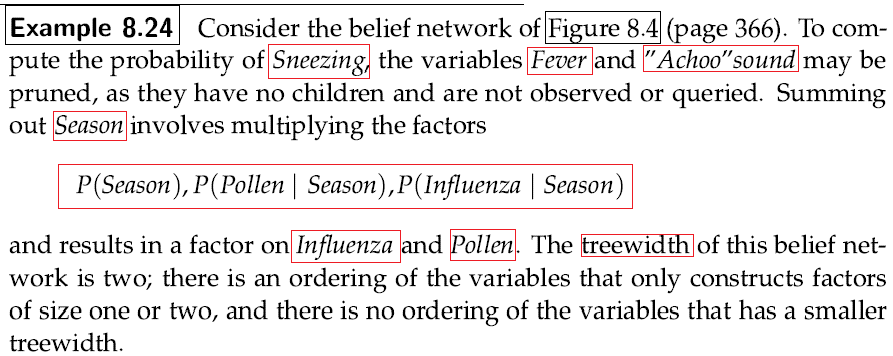 Example 8.24 Consider the belief network of Figure 8.4 (page 366). To com-
pute the probability of Sneezing, the variables Fever and ”Achoo”sound may be
pruned, as they have no children and are not observed or queried. Summing
out Season involves multiplying the factors
P(Season), P(Pollen | Season), P(Influenza | Season)
and results in a factor on Influenza and Pollen. The treewidth of this belief net-
work is two; there is an ordering of the variables that only constructs factors
of size one or two, and there is no ordering of the variables that has a smaller
treewidth.